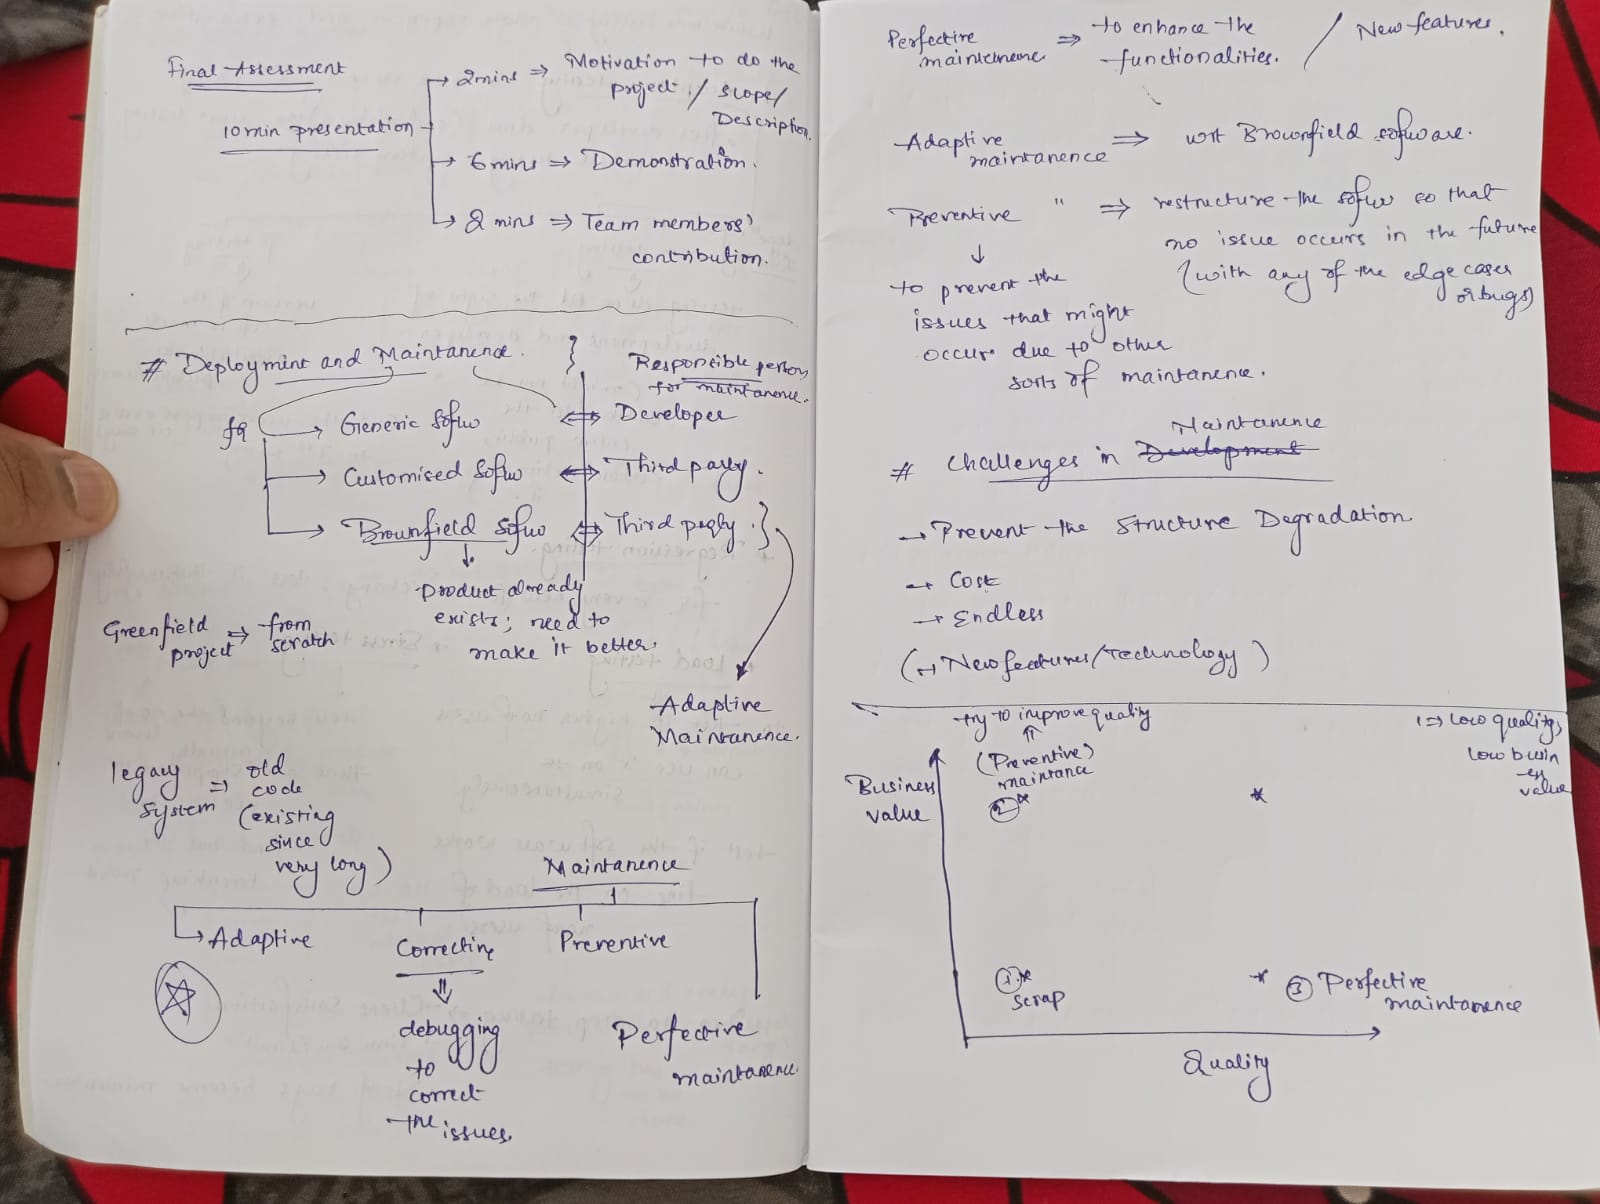 Final Assessment
10 min presentation
→ 2mins ⇒ Motivation to do the
project / scope/
Description.
→ 6 mins ⇒ Demonstration.
→ 2 mins ⇒ Team members'
contribution.
# Deployment and Maintanence.
Responsible person
for maintanence.
→ Generic Sofw ⇔ Developer
→ Customised Sofw ⇔ Third party.
→ Brownfield Sofw ⇔ Third party.
product already
exists; need to
make it better.
Greenfield
project ⇒ from
scratch
Adaptive
Maintanence.
legacy
system ⇒ old
code
(existing
since
very long)
Maintanence
→ Adaptive
Corrective
Preventive
debugging
to
correct
the issues.
Perfective
maintanence
Perfective
maintenence ⇒ to enhance the
functionalities. / New features.
Adaptive
maintanence ⇒ wrt Brownfield sofware.
Preventive " ⇒ restructure the sofw so that
no issue occurs in the future
(with any of the edge cases
or bugs)
↓
to prevent the
issues that might
occur due to other
sorts of maintanence.
Maintanence
# Challenges in Development
→ Prevent the Structure Degradation.
→ Cost
→ Endless
(→ New features/Technology)
try to improve quality
⇑
(Preventive)
maintance
②*
Business
value
1 ⇒ Low quality,
Low busin
ess
value
*
①*
scrap
* ③ Perfective
maintanence
Quality